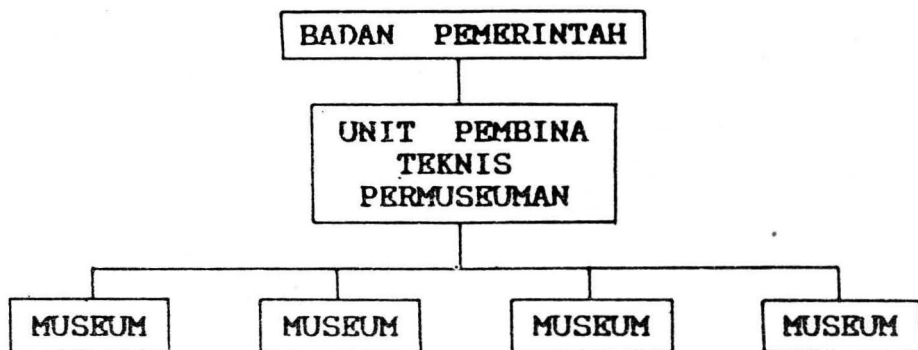 BADAN PEMERINTAH
UNIT PEMBINA
TEKNIS
PERMUSEUMAN
MUSEUM MUSEUM MUSEUM MUSEUM